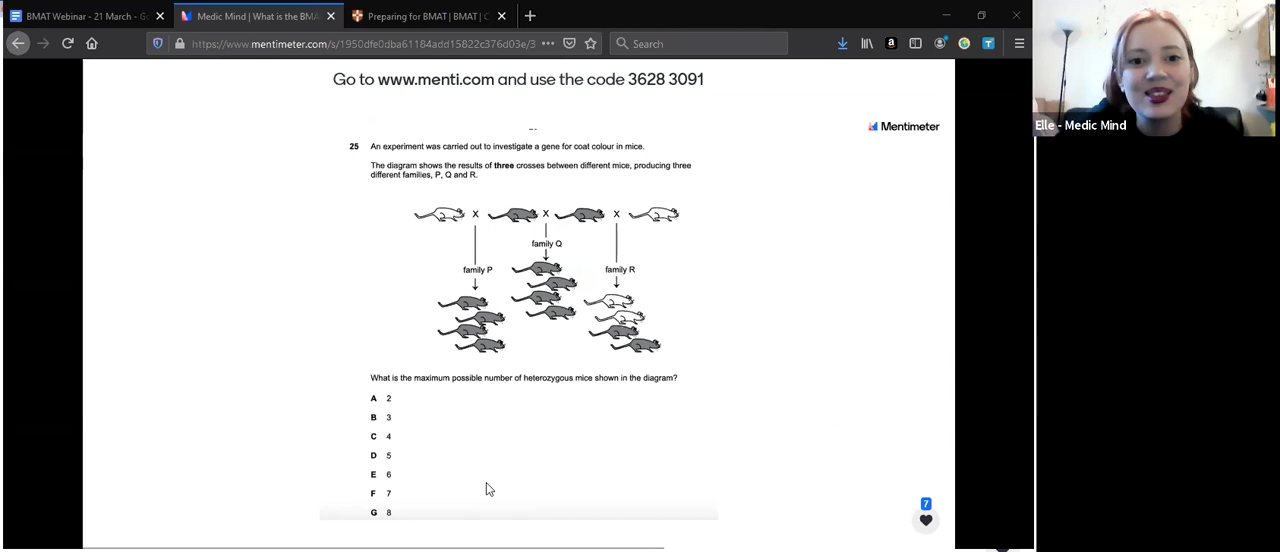 BMAT Webinar - 21 March - Go
Medic Mind | What is the BMA
Preparing for BMAT | BMAT | C
https://www.mentimeter.com/s/1950dfe0dba61184add15822c376d03e/3
Search
Go to www.menti.com and use the code 3628 3091
Mentimeter
Elle - Medic Mind
25 An experiment was carried out to investigate a gene for coat colour in mice.
The diagram shows the results of three crosses between different mice, producing three
different families, P, Q and R.
X X X
family Q
family P family R
What is the maximum possible number of heterozygous mice shown in the diagram?
A 2
B 3
C 4
D 5
E 6
F 7
G 8
7